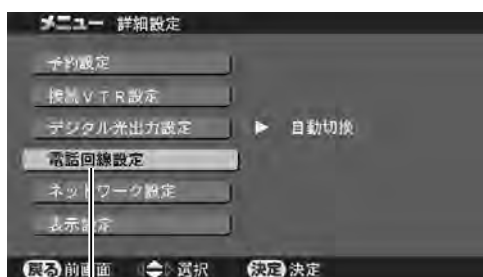 メニュー 詳細設定
予約設定
接続VTR設定
デジタル光出力設定 ▶ 自動切換
電話回線設定
ネットワーク設定
表示設定
戻る 前画面 選択 決定 決定